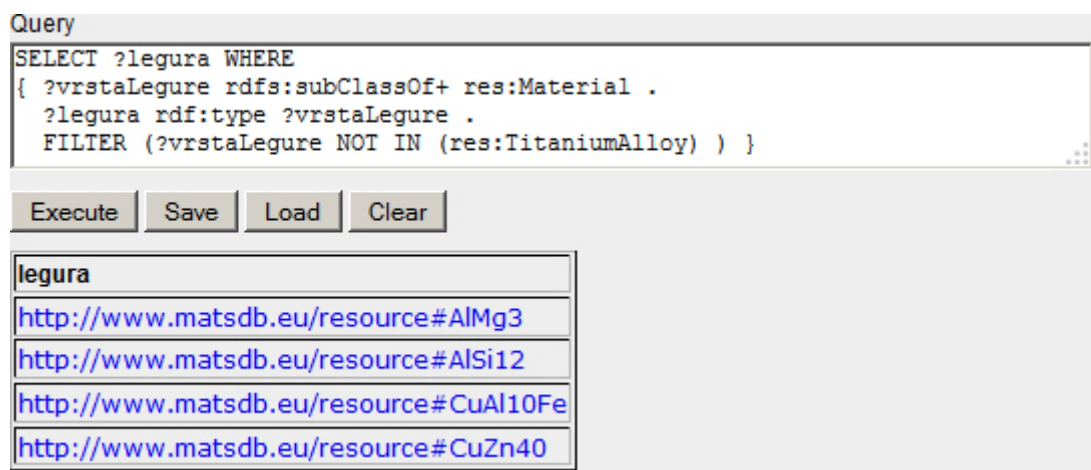 Query
SELECT ?legura WHERE
{ ?vrstaLegure rdfs:subClassOf+ res:Material .
?legura rdf:type ?vrstaLegure .
FILTER (?vrstaLegure NOT IN (res:TitaniumAlloy) ) }
Execute Save Load Clear
legura
http://www.matsdb.eu/resource#AlMg3
http://www.matsdb.eu/resource#AlSi12
http://www.matsdb.eu/resource#CuAl10Fe
http://www.matsdb.eu/resource#CuZn40